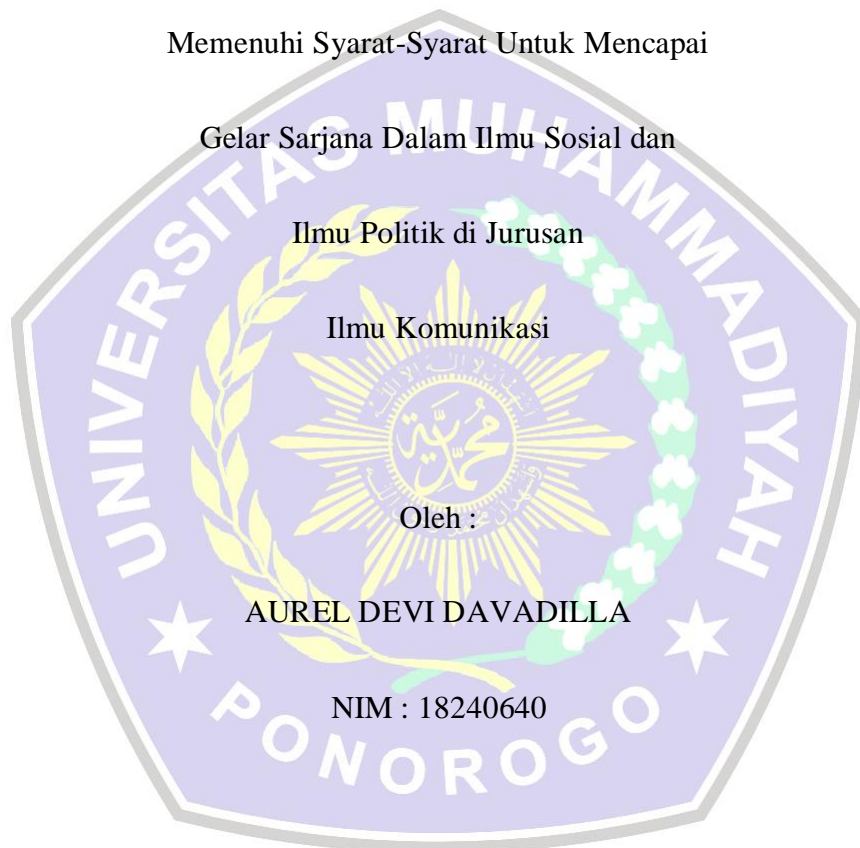 Memenuhi Syarat-Syarat Untuk Mencapai
Gelar Sarjana Dalam Ilmu Sosial dan
Ilmu Politik di Jurusan
Ilmu Komunikasi
Oleh :
AUREL DEVI DAVADILLA
NIM : 18240640
UNIVERSITAS MUHAMMADIYAH
PONOROGO